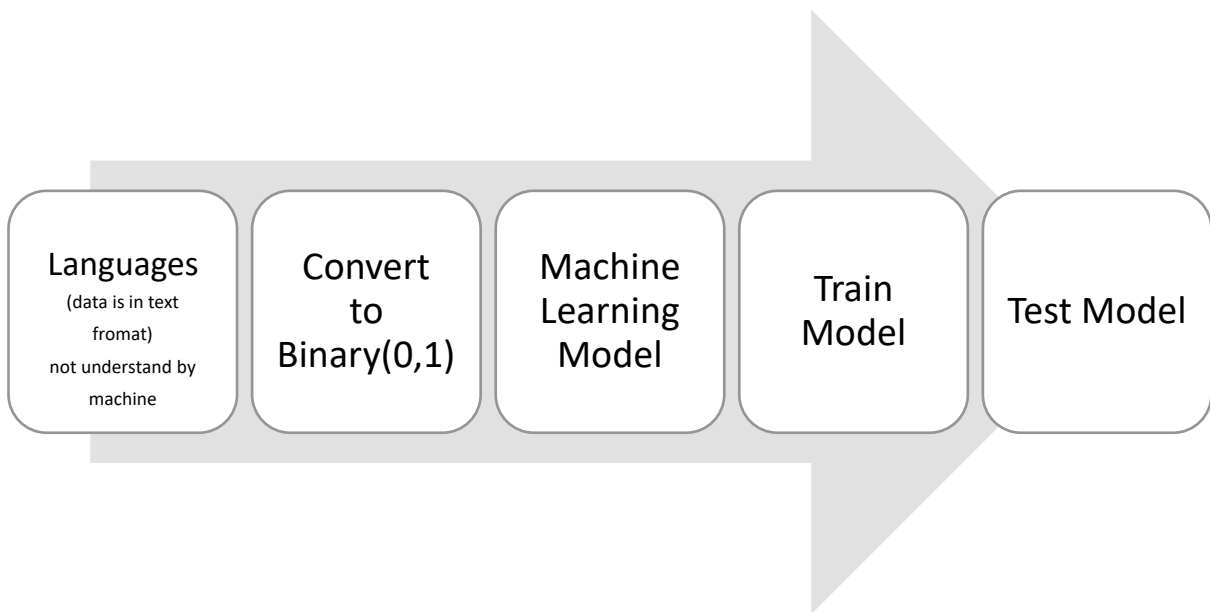 Languages
(data is in text
fromat)
not understand by
machine
Convert
to
Binary(0,1)
Machine
Learning
Model
Train
Model
Test Model